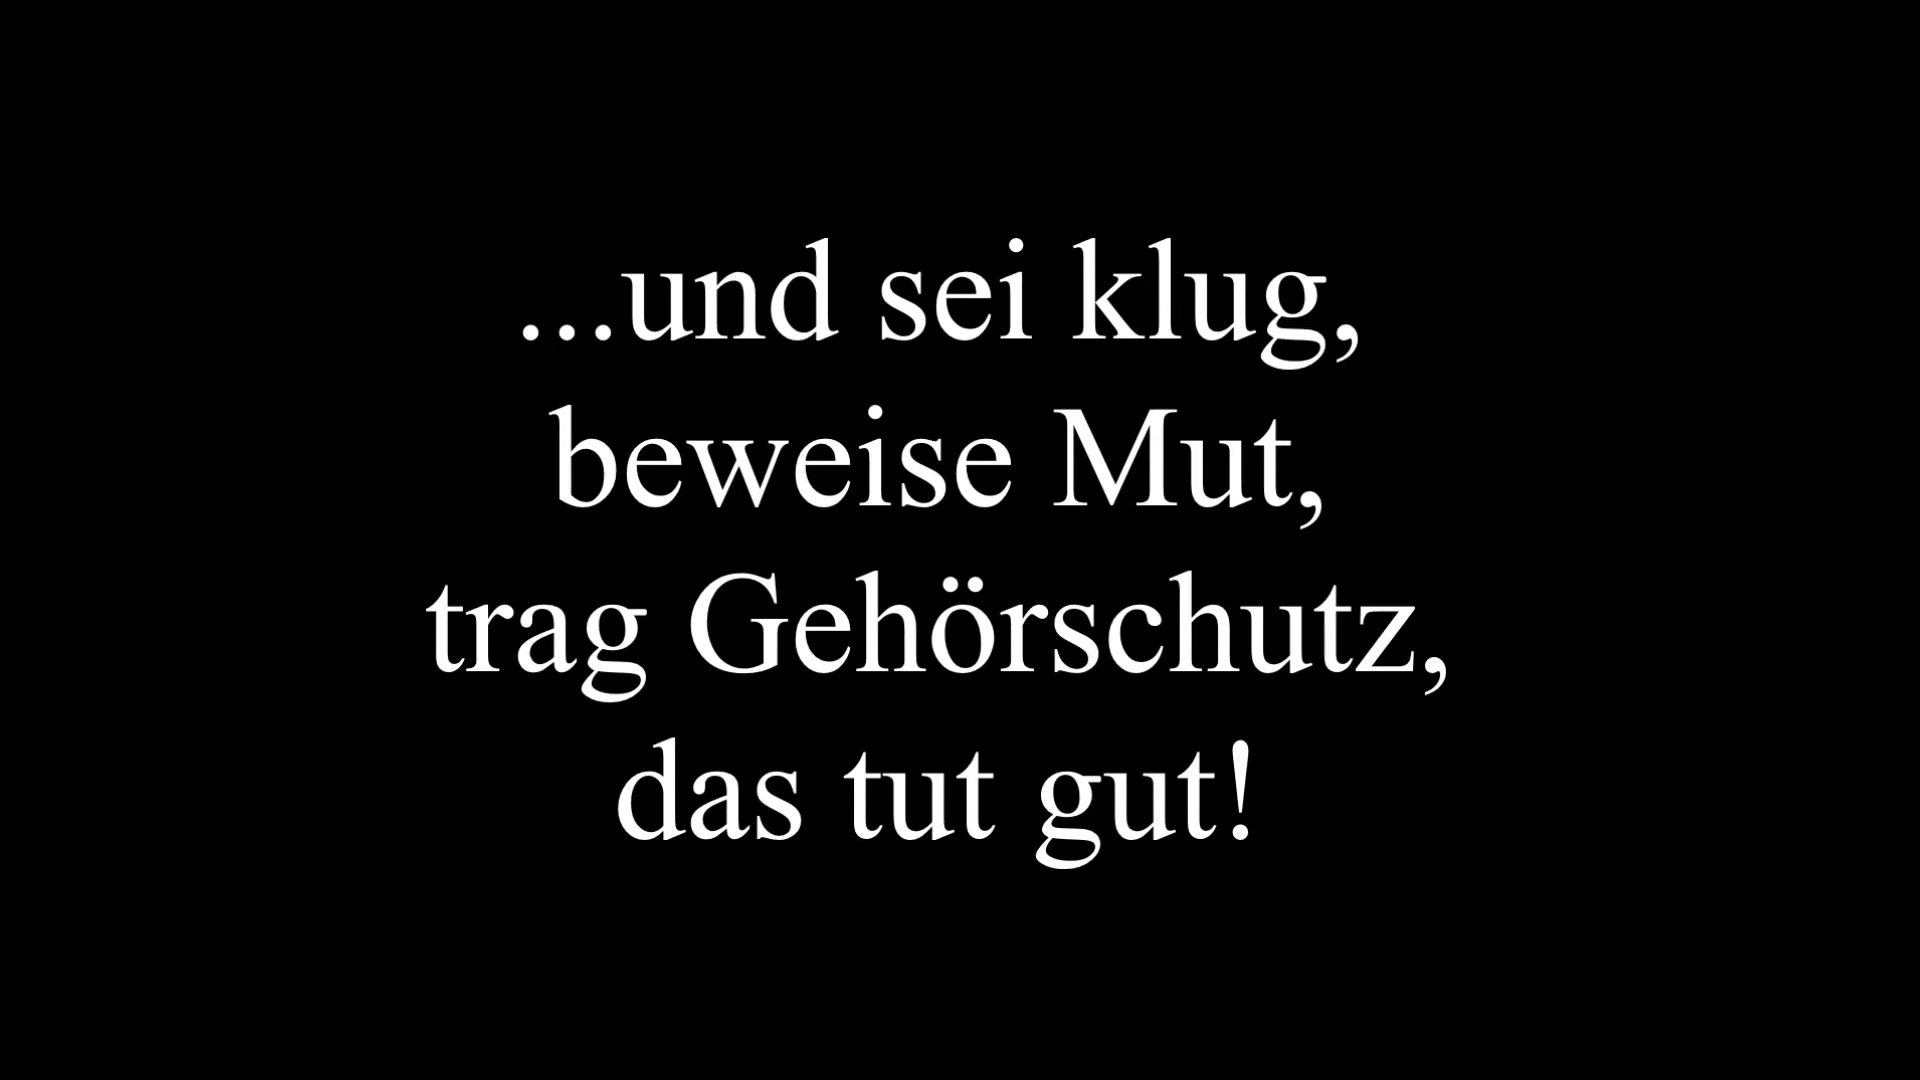 ...und sei klug,
beweise Mut,
trag Gehörschutz,
das tut gut!